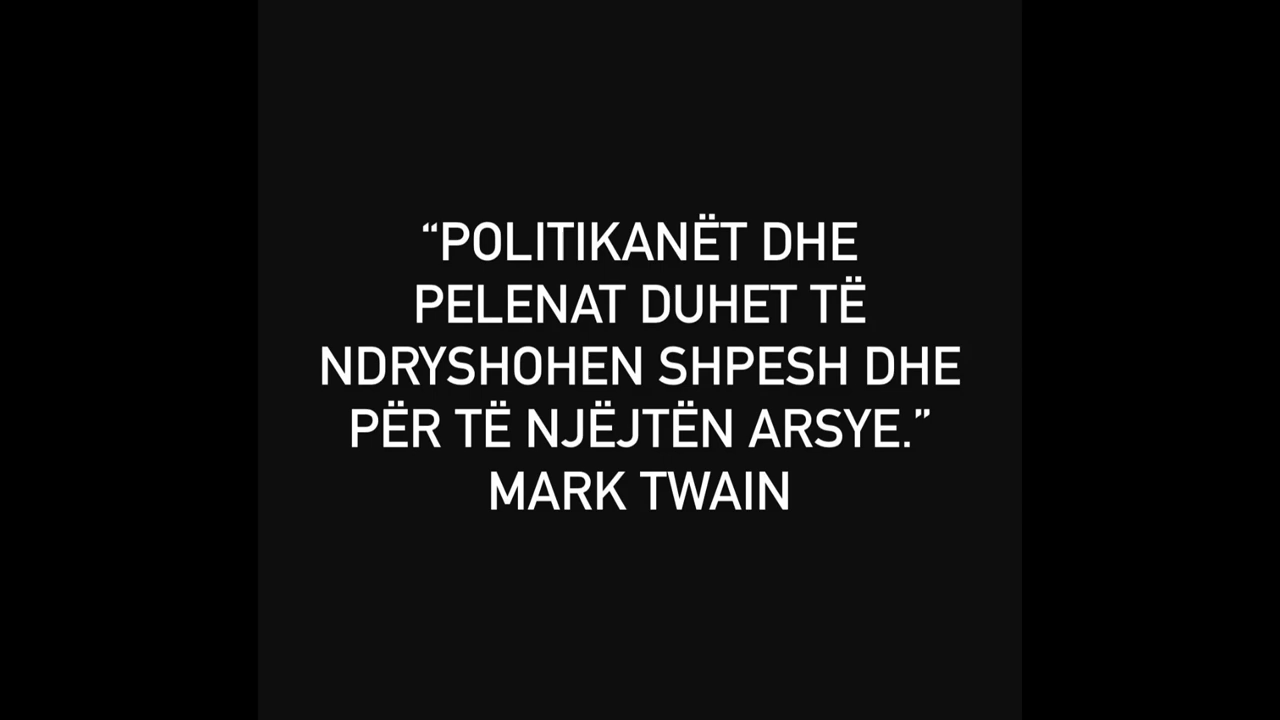 “POLITIKANËT DHE
PELENAT DUHET TË
NDRYSHOHEN SHPESH DHE
PËR TË NJËJTËN ARSYE.”
MARK TWAIN